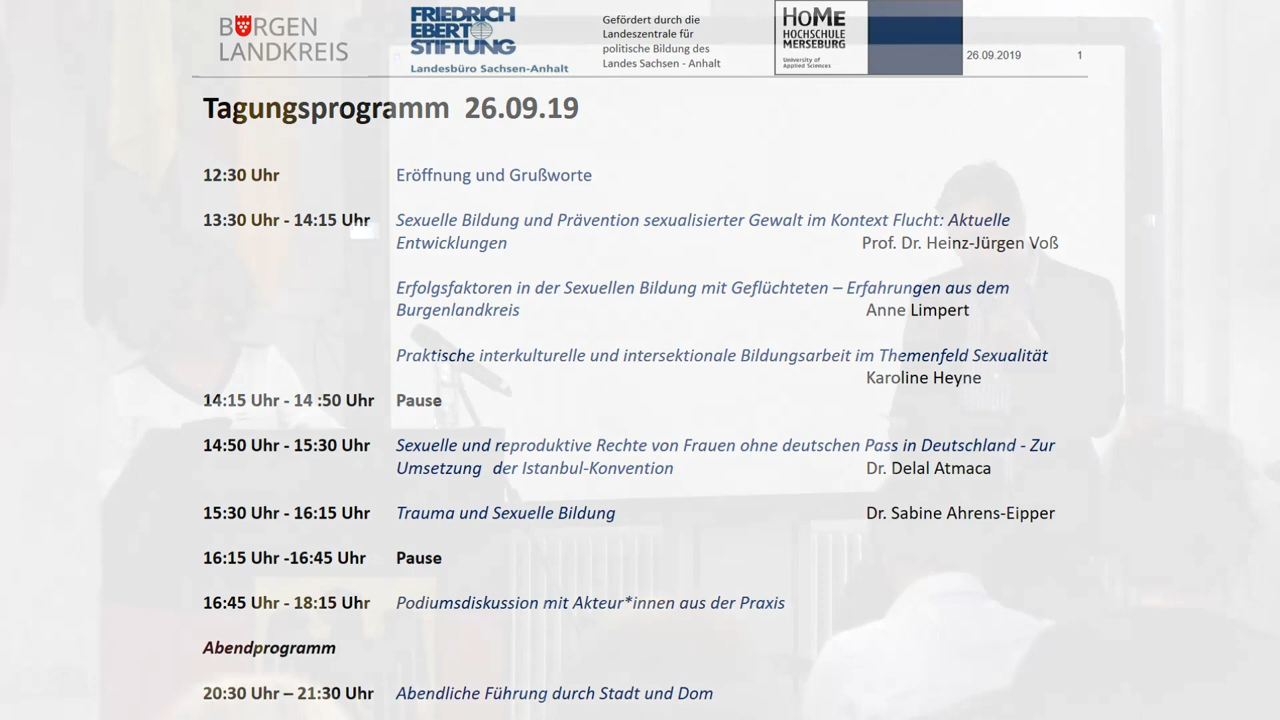 BURGEN
LANDKREIS
FRIEDRICH
EBERT
STIFTUNG
Landesbüro Sachsen-Anhalt
Gefördert durch die
Landeszentrale für
politische Bildung des
Landes Sachsen - Anhalt
HoMe
HOCHSCHULE
MERSEBURG
University of
Applied Sciences
26.09.2019 1
Tagungsprogramm 26.09.19
12:30 Uhr Eröffnung und Grußworte
13:30 Uhr - 14:15 Uhr Sexuelle Bildung und Prävention sexualisierter Gewalt im Kontext Flucht: Aktuelle
Entwicklungen Prof. Dr. Heinz-Jürgen Voß
Erfolgsfaktoren in der Sexuellen Bildung mit Geflüchteten – Erfahrungen aus dem
Burgenlandkreis Anne Limpert
Praktische interkulturelle und intersektionale Bildungsarbeit im Themenfeld Sexualität
Karoline Heyne
14:15 Uhr - 14 :50 Uhr Pause
14:50 Uhr - 15:30 Uhr Sexuelle und reproduktive Rechte von Frauen ohne deutschen Pass in Deutschland - Zur
Umsetzung der Istanbul-Konvention Dr. Delal Atmaca
15:30 Uhr - 16:15 Uhr Trauma und Sexuelle Bildung Dr. Sabine Ahrens-Eipper
16:15 Uhr -16:45 Uhr Pause
16:45 Uhr - 18:15 Uhr Podiumsdiskussion mit Akteur*innen aus der Praxis
Abendprogramm
20:30 Uhr – 21:30 Uhr Abendliche Führung durch Stadt und Dom